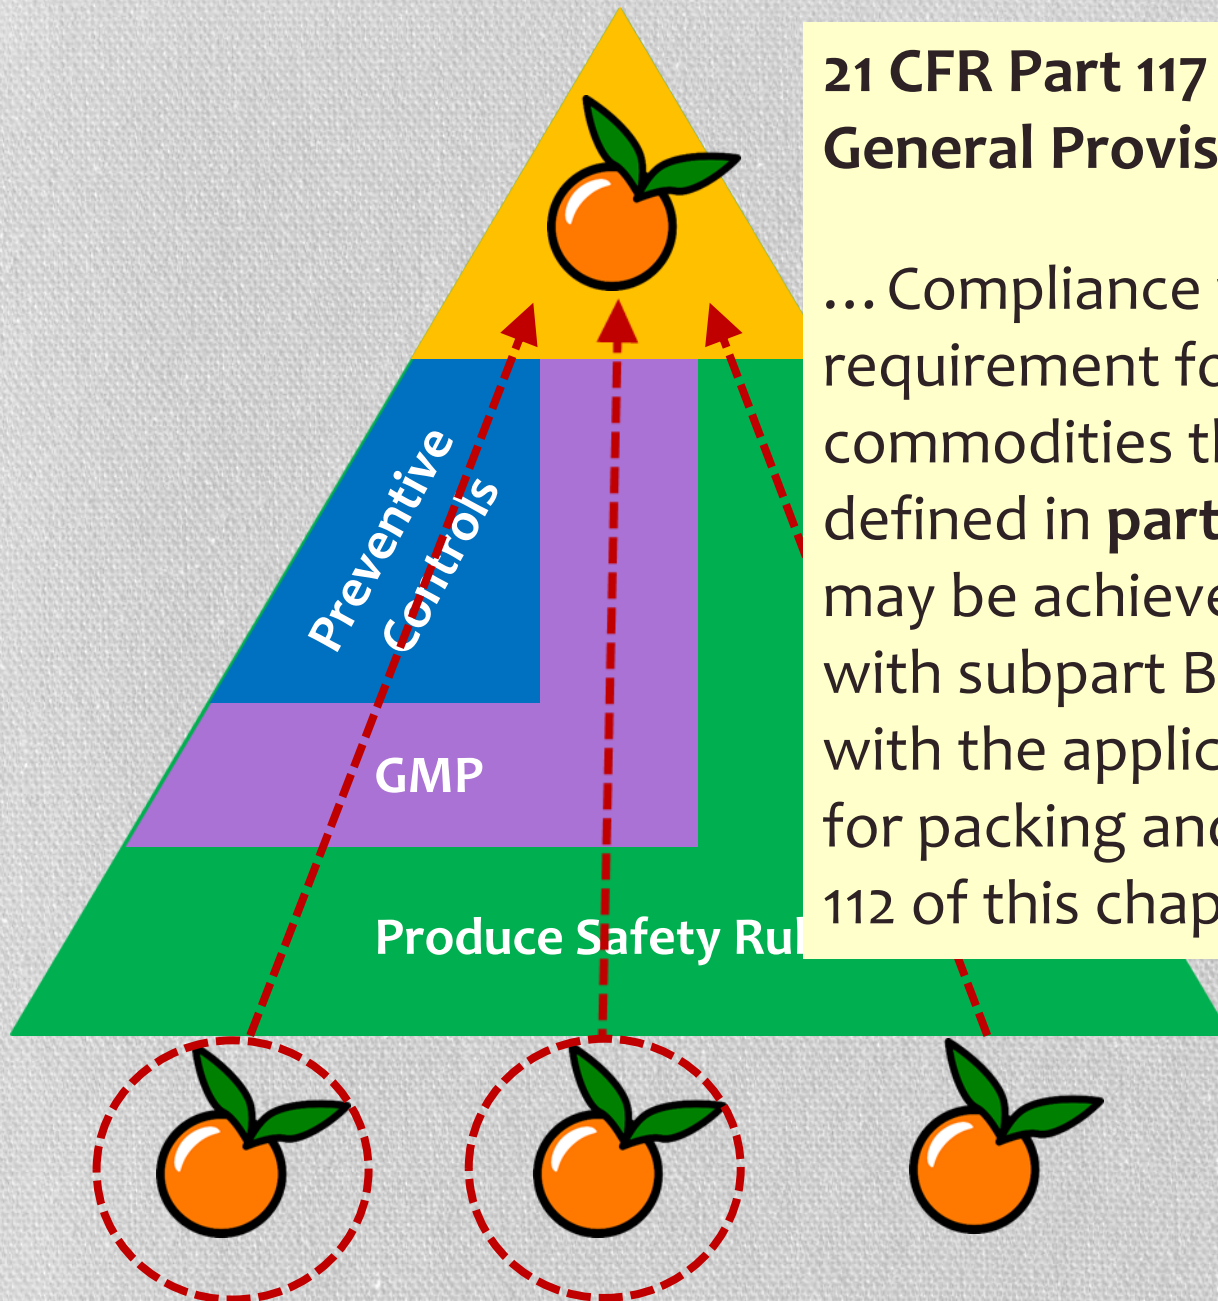 21 CFR Part 117
General Provis
… Compliance
requirement fo
commodities th
defined in part
may be achieve
with subpart B
with the applic
for packing and
112 of this chap
Preventive
Controls
GMP
Produce Safety Rul